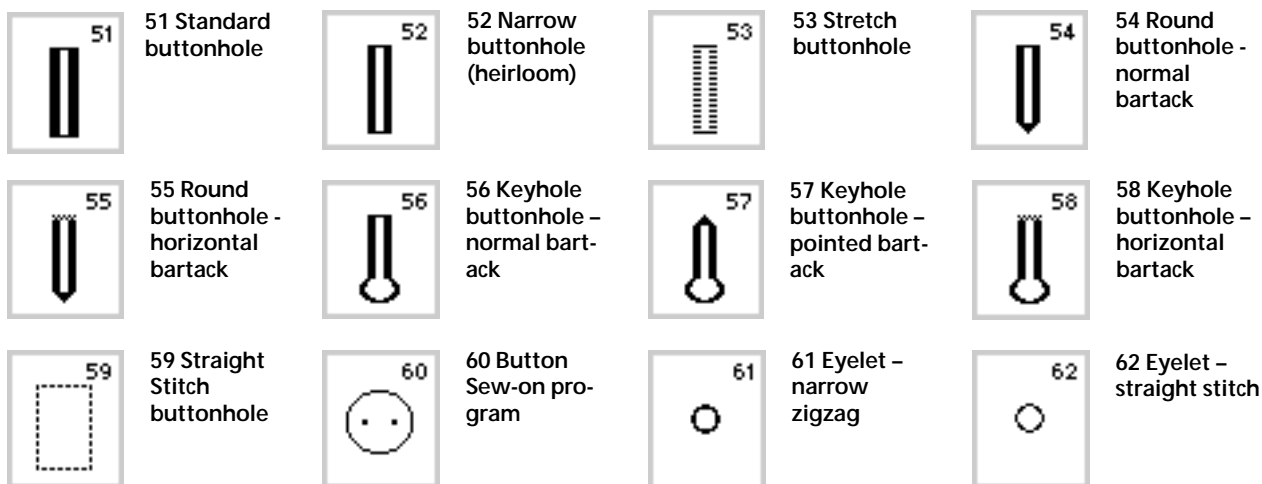 51
51 Standard
buttonhole
52
52 Narrow
buttonhole
(heirloom)
53
53 Stretch
buttonhole
54
54 Round
buttonhole -
normal
bartack
55
55 Round
buttonhole -
horizontal
bartack
56
56 Keyhole
buttonhole –
normal bart-
ack
57
57 Keyhole
buttonhole –
pointed bart-
ack
58
58 Keyhole
buttonhole –
horizontal
bartack
59
59 Straight
Stitch
buttonhole
60
60 Button
Sew-on pro-
gram
61
61 Eyelet –
narrow
zigzag
62
62 Eyelet –
straight stitch